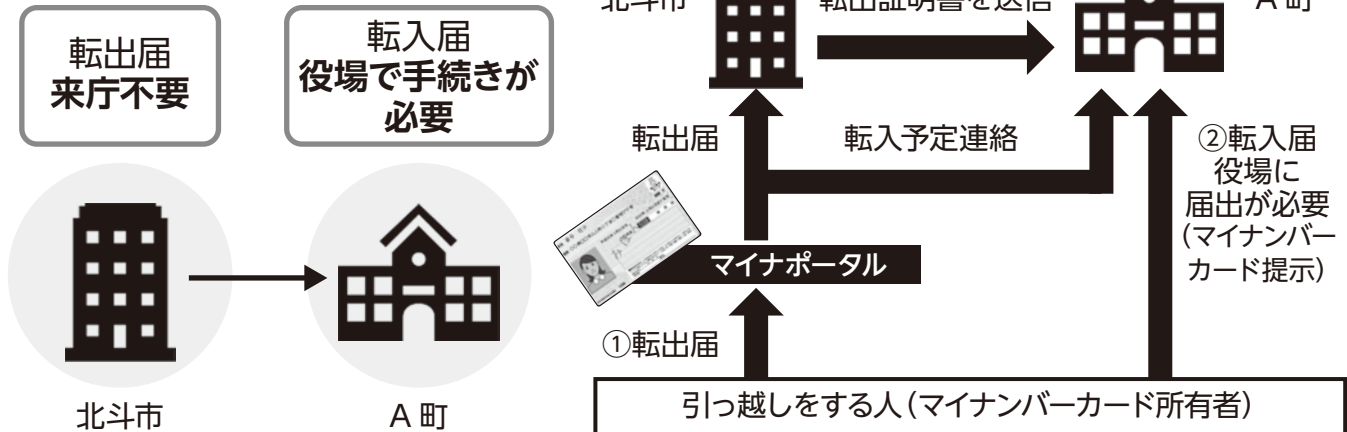 転出届
来庁不要
転入届
役場で手続きが
必要
北斗市
A 町
北斗市
転出証明書を送信
A 町
転出届
転入予定連絡
②転入届
役場に
届出が必要
(マイナンバー
カード提示)
マイナポータル
①転出届
引っ越しをする人(マイナンバーカード所有者)